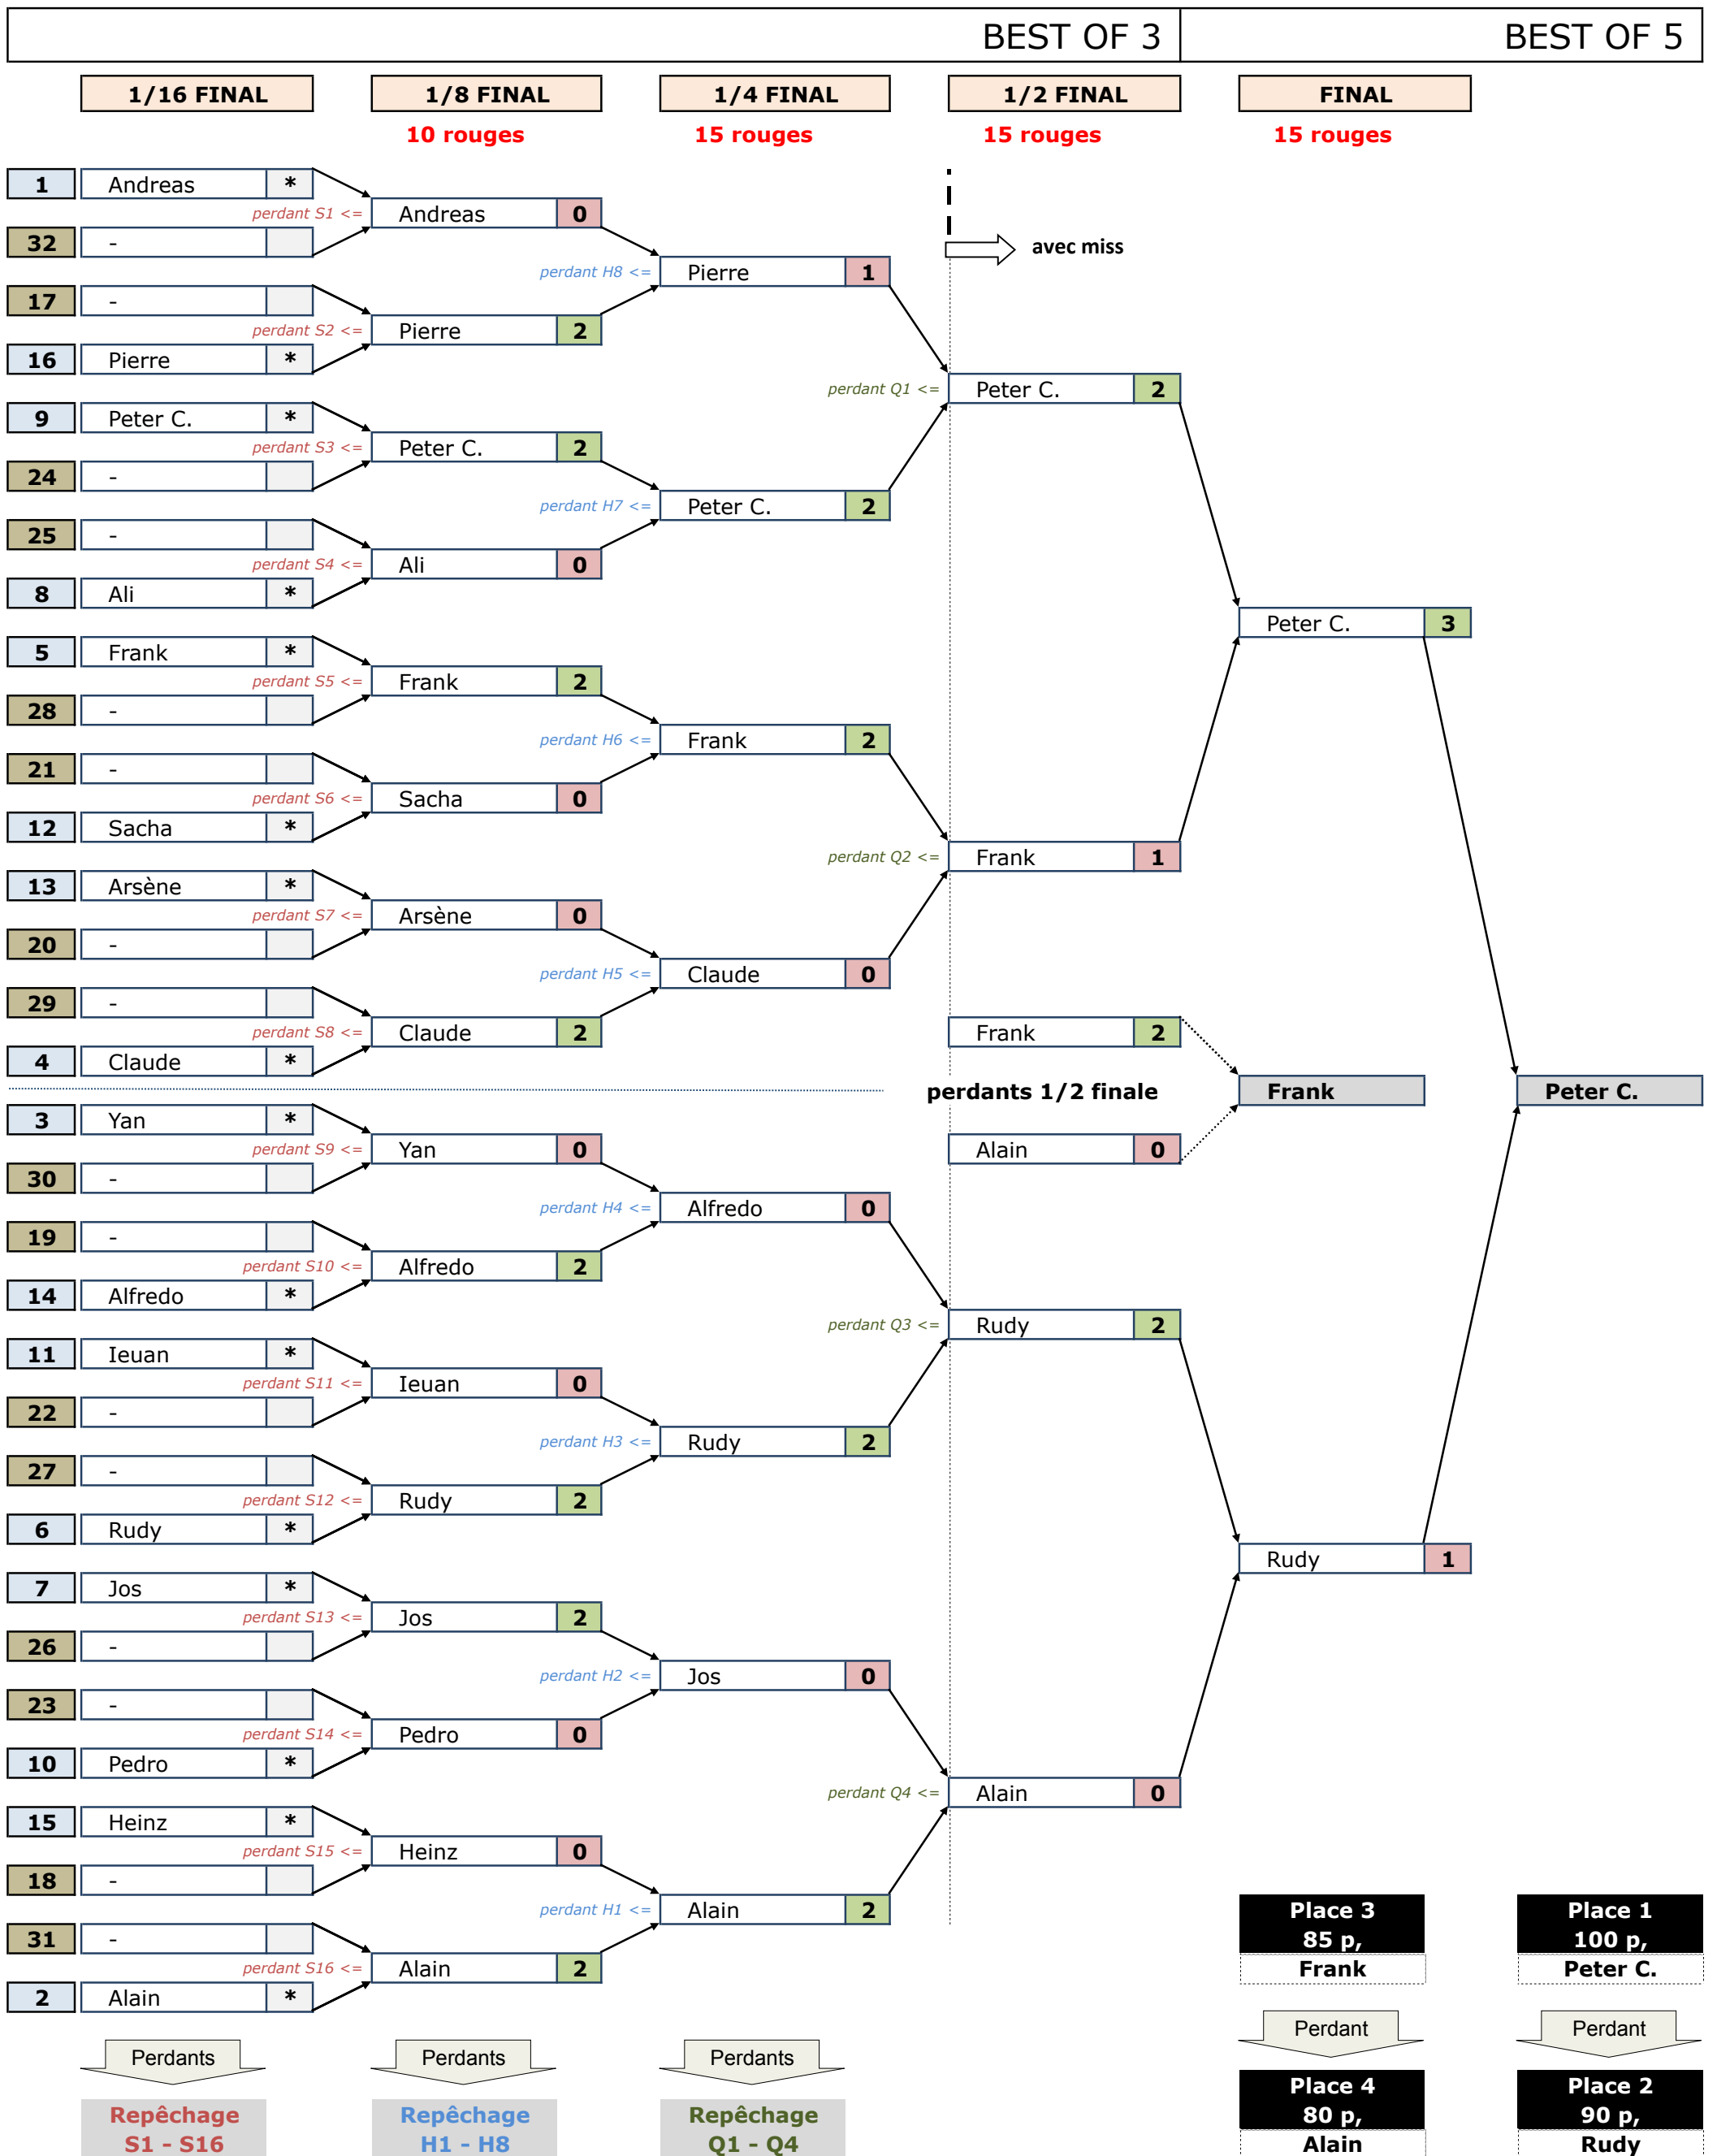 BEST OF 3 BEST OF 5
1/16 FINAL 1/8 FINAL 1/4 FINAL 1/2 FINAL FINAL
10 rouges 15 rouges 15 rouges 15 rouges
1 Andreas *
perdant S1 <= Andreas 0
32 -
avec miss
perdant H8 <= Pierre 1
17 -
perdant S2 <= Pierre 2
16 Pierre *
perdant Q1 <= Peter C. 2
9 Peter C. *
perdant S3 <= Peter C. 2
24 -
perdant H7 <= Peter C. 2
25 -
perdant S4 <= Ali 0
8 Ali *
Peter C. 3
5 Frank *
perdant S5 <= Frank 2
28 -
perdant H6 <= Frank 2
21 -
perdant S6 <= Sacha 0
12 Sacha *
perdant Q2 <= Frank 1
13 Arsène *
perdant S7 <= Arsène 0
20 -
perdant H5 <= Claude 0
29 -
perdant S8 <= Claude 2 Frank 2
4 Claude *
perdants 1/2 finale Frank Peter C.
3 Yan *
perdant S9 <= Yan 0 Alain 0
30 -
perdant H4 <= Alfredo 0
19 -
perdant S10 <= Alfredo 2
14 Alfredo *
perdant Q3 <= Rudy 2
11 Ieuan *
perdant S11 <= Ieuan 0
22 -
perdant H3 <= Rudy 2
27 -
perdant S12 <= Rudy 2
6 Rudy *
Rudy 1
7 Jos *
perdant S13 <= Jos 2
26 -
perdant H2 <= Jos 0
23 -
perdant S14 <= Pedro 0
10 Pedro *
perdant Q4 <= Alain 0
15 Heinz *
perdant S15 <= Heinz 0
18 -
perdant H1 <= Alain 2 Place 3 Place 1
31 - 85 p, 100 p,
perdant S16 <= Alain 2 Frank Peter C.
2 Alain *
Perdant Perdant
Perdants Perdants Perdants
Place 4 Place 2
Repêchage Repêchage Repêchage 80 p, 90 p,
S1 - S16 H1 - H8 Q1 - Q4 Alain Rudy